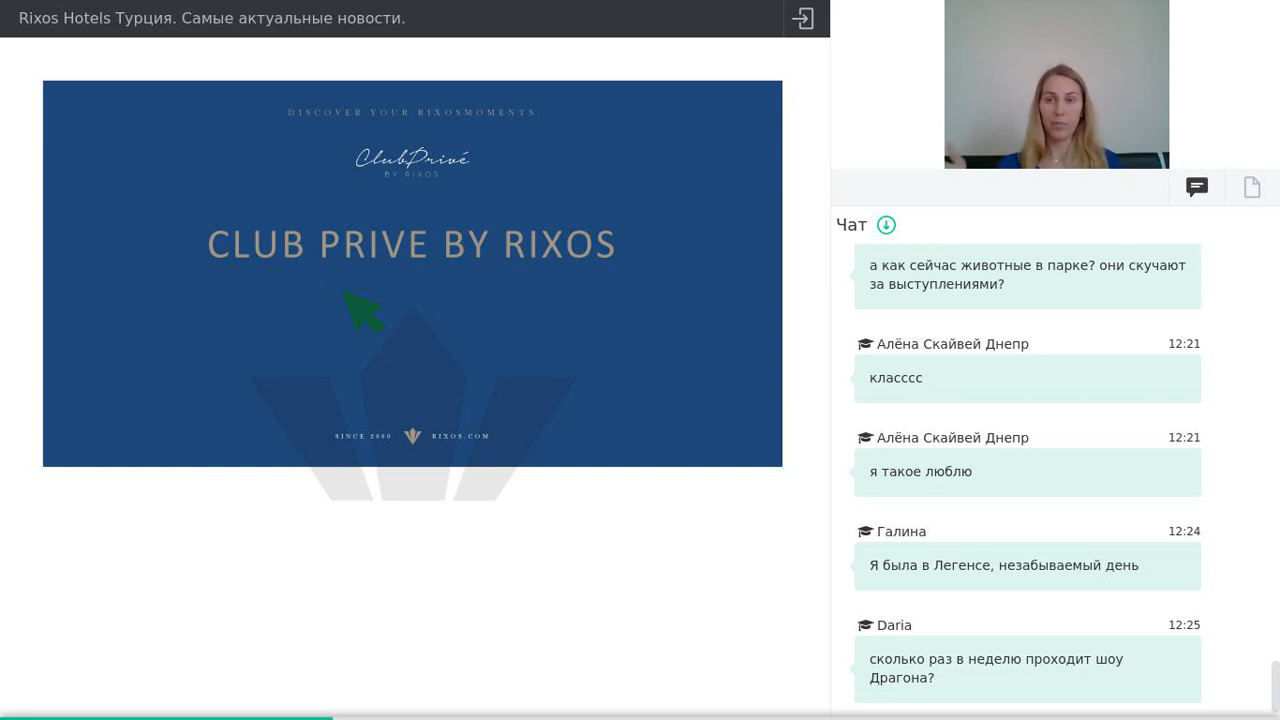 Rixos Hotels Турция. Самые актуальные новости.
DISCOVER YOUR RIXOSMOMENTS
ClubPrivé
BY RIXOS
CLUB PRIVE BY RIXOS
SINCE 2000 RIXOS.COM
Чат
а как сейчас животные в парке? они скучают
за выступлениями?
Алёна Скайвей Днепр 12:21
класссс
Алёна Скайвей Днепр 12:21
я такое люблю
Галина 12:24
Я была в Легенсе, незабываемый день
Daria 12:25
сколько раз в неделю проходит шоу
Драгона?